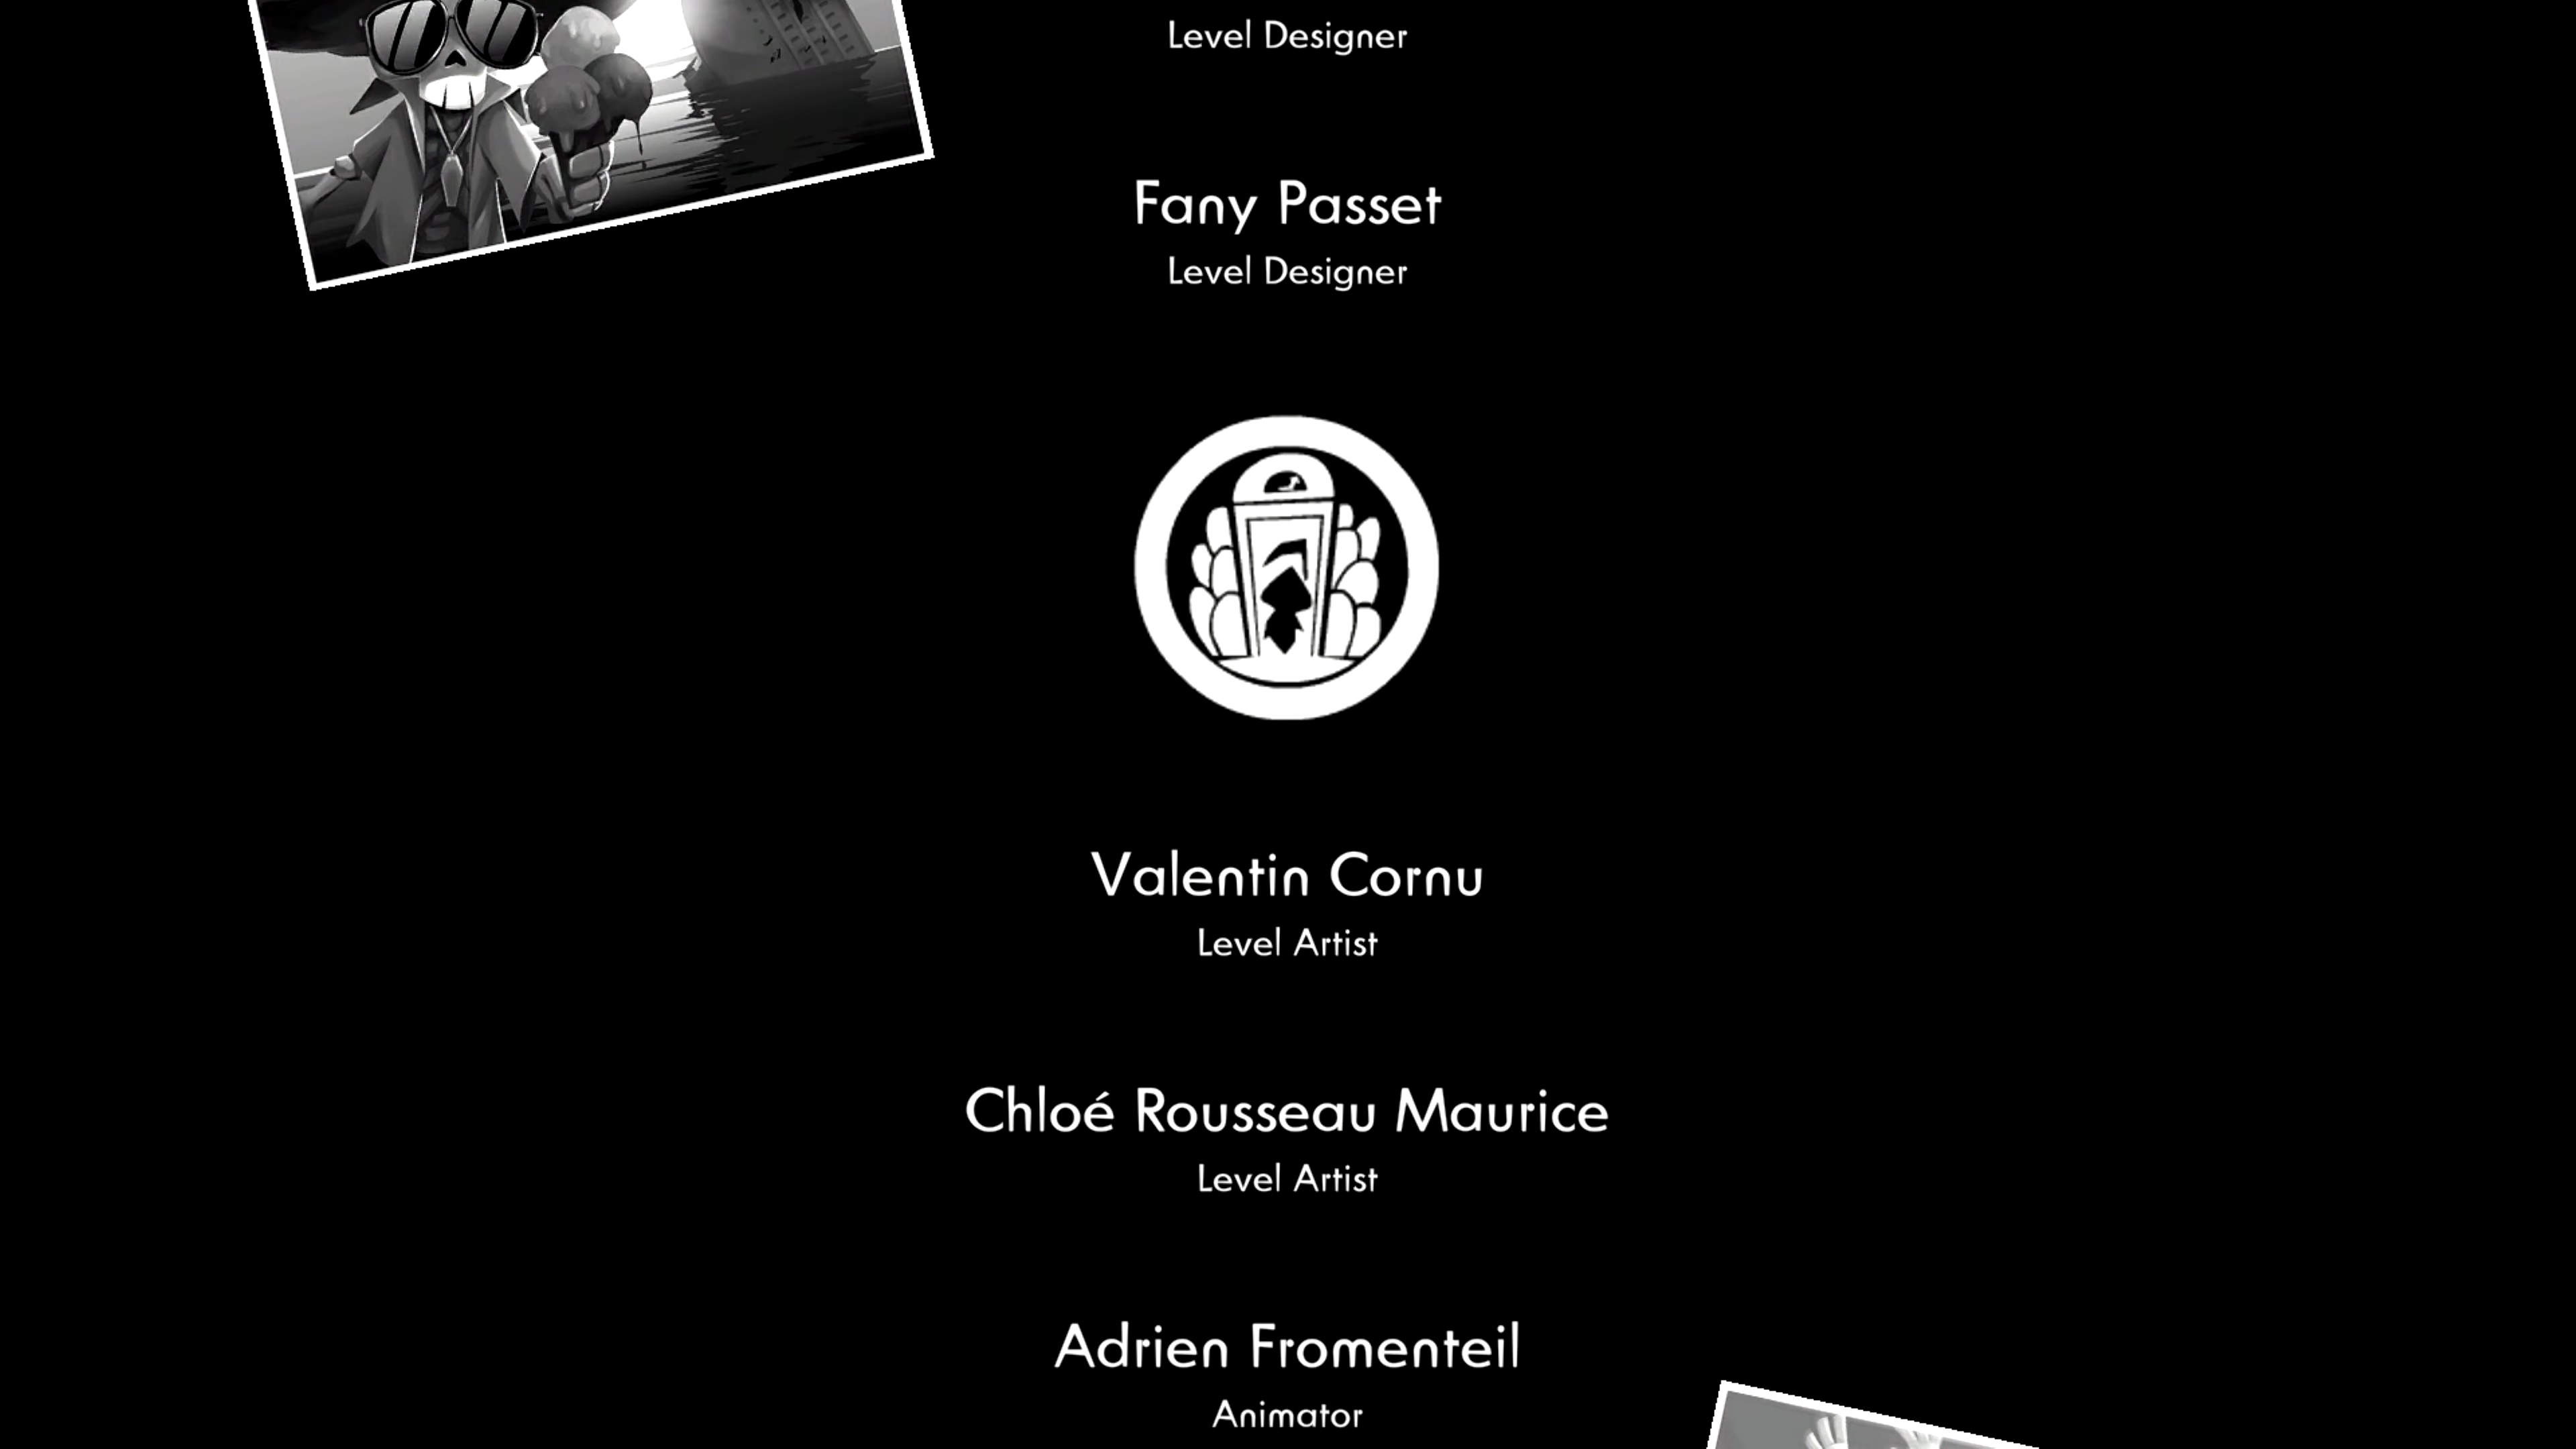 Level Designer
Fany Passet
Level Designer
Valentin Cornu
Level Artist
Chloé Rousseau Maurice
Level Artist
Adrien Fromenteil
Animator